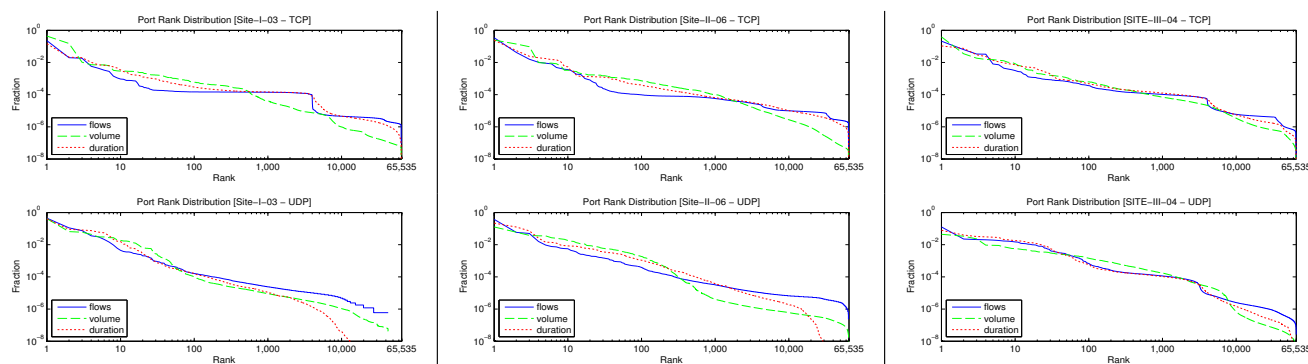 Port Rank Distribution [Site-I-03 - TCP]
10^0
10^-2
10^-4
10^-6
10^-8
Fraction
flows
volume
duration
1 10 100 1,000 10,000 65,535
Rank
Port Rank Distribution [Site-II-06 - TCP]
10^0
10^-2
10^-4
10^-6
10^-8
Fraction
flows
volume
duration
1 10 100 1,000 10,000 65,535
Rank
Port Rank Distribution [SITE-III-04 - TCP]
10^0
10^-2
10^-4
10^-6
10^-8
Fraction
flows
volume
duration
1 10 100 1,000 10,000 65,535
Rank
Port Rank Distribution [Site-I-03 - UDP]
10^0
10^-2
10^-4
10^-6
10^-8
Fraction
flows
volume
duration
1 10 100 1,000 10,000 65,535
Rank
Port Rank Distribution [Site-II-06 - UDP]
10^0
10^-2
10^-4
10^-6
10^-8
Fraction
flows
volume
duration
1 10 100 1,000 10,000 65,535
Rank
Port Rank Distribution [SITE-III-04 - UDP]
10^0
10^-2
10^-4
10^-6
10^-8
Fraction
flows
volume
duration
1 10 100 1,000 10,000 65,535
Rank